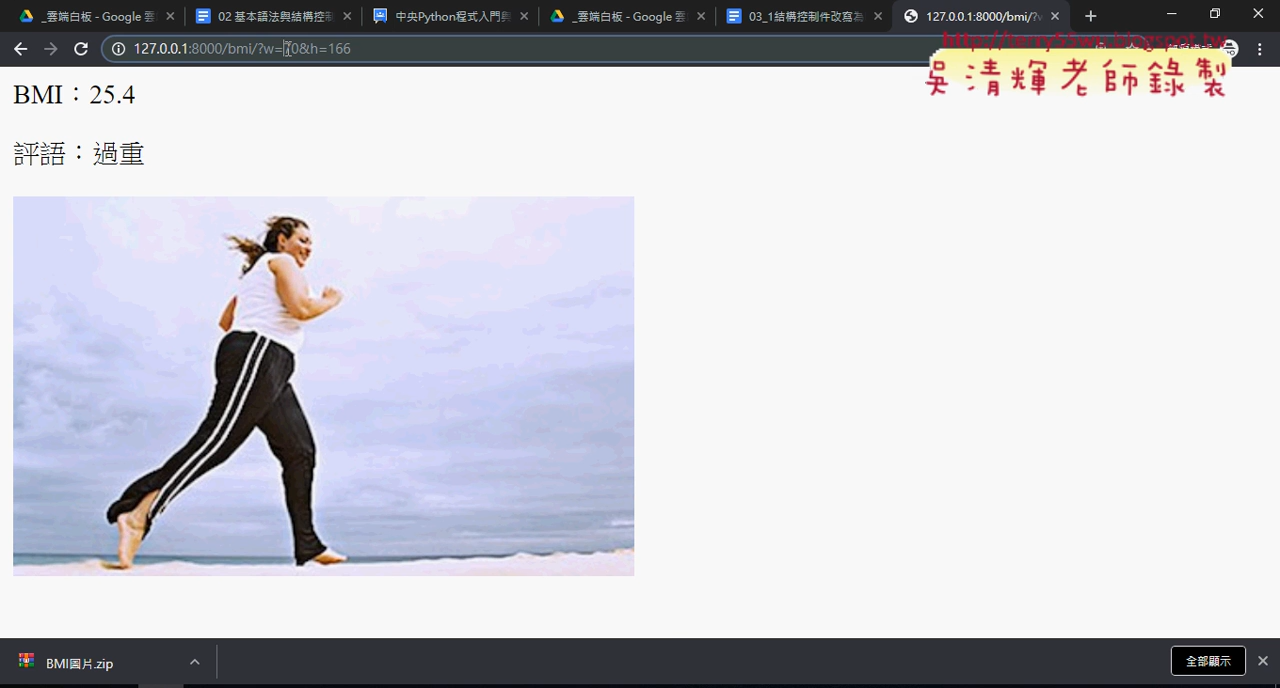 _雲端白板 - Google 雲
02 基本語法與結構控制
中央Python程式入門與
_雲端白板 - Google 雲
03_1結構控制作改寫為
127.0.0.1:8000/bmi/?w
127.0.0.1:8000/bmi/?w=70&h=166
http://terry55wu.blogspot.tw
吳清輝老師錄製
BMI：25.4
評語：過重
BMI圖片.zip
全部顯示